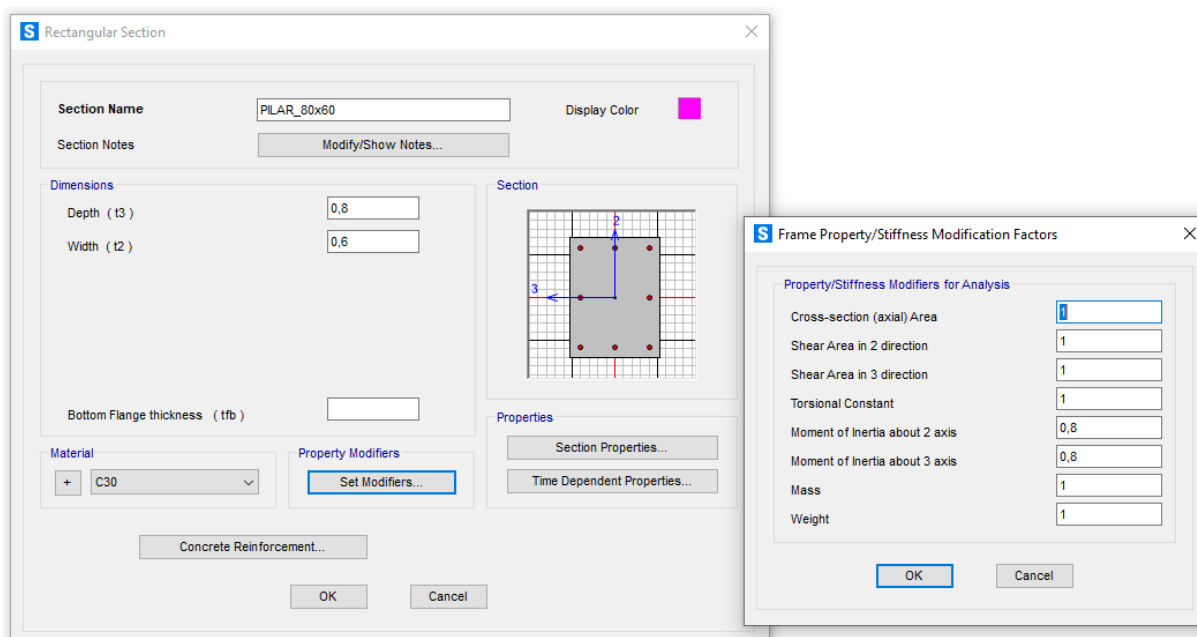 S Rectangular Section
Section Name PILAR_80x60 Display Color
Section Notes Modify/Show Notes...
Dimensions
Depth ( t3 ) 0,8
Width ( t2 ) 0,6
Bottom Flange thickness ( tfb )
Section
2
3
Properties
Section Properties...
Time Dependent Properties...
Material
+ C30
Property Modifiers
Set Modifiers...
Concrete Reinforcement...
OK Cancel
S Frame Property/Stiffness Modification Factors
Property/Stiffness Modifiers for Analysis
Cross-section (axial) Area 1
Shear Area in 2 direction 1
Shear Area in 3 direction 1
Torsional Constant 1
Moment of Inertia about 2 axis 0,8
Moment of Inertia about 3 axis 0,8
Mass 1
Weight 1
OK Cancel